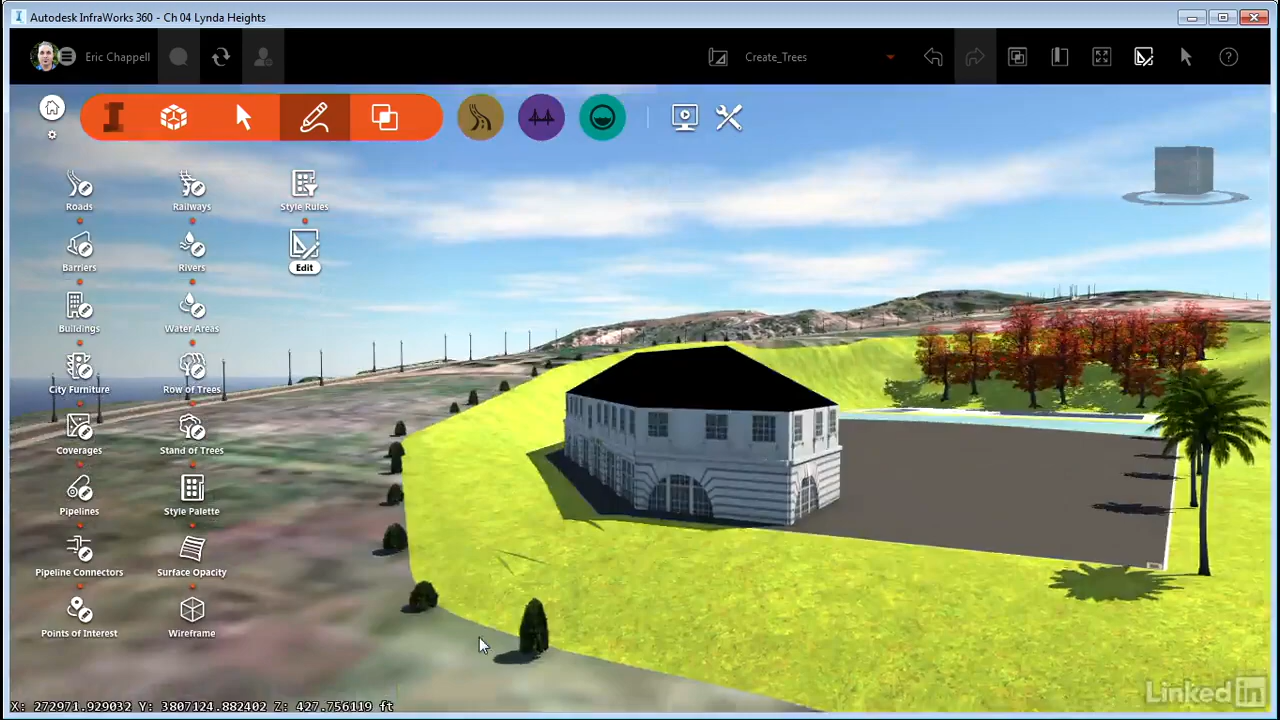 Autodesk InfraWorks 360 - Ch 04 Lynda Heights
Eric Chappell
Create_Trees
Roads
Railways
Style Rules
Barriers
Rivers
Edit
Buildings
Water Areas
City Furniture
Row of Trees
Coverages
Stand of Trees
Pipelines
Style Palette
Pipeline Connectors
Surface Opacity
Points of Interest
Wireframe
X: 272971.929032 Y: 3807124.882402 Z: 427.756119 ft
Linked in